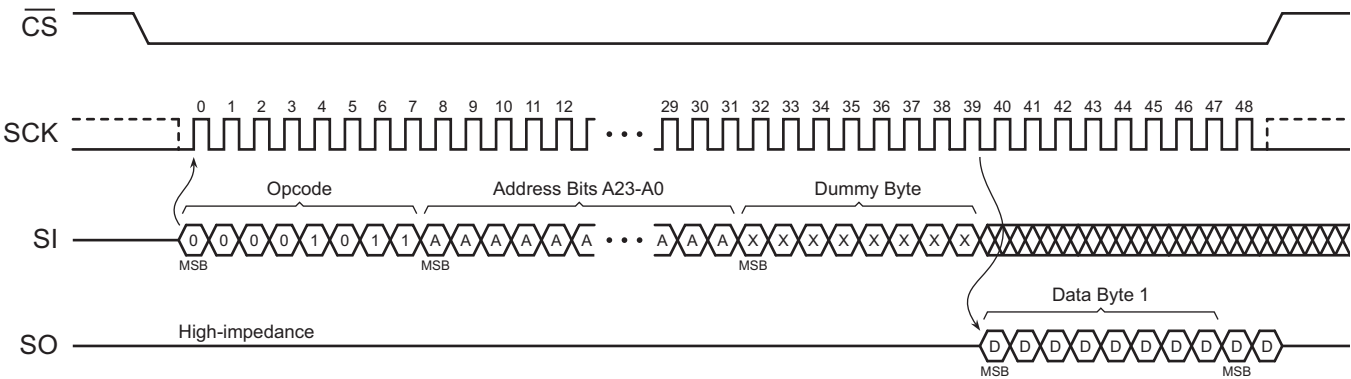 CS
0 1 2 3 4 5 6 7 8 9 10 11 12 29 30 31 32 33 34 35 36 37 38 39 40 41 42 43 44 45 46 47 48
SCK
Opcode Address Bits A23-A0 Dummy Byte
SI 0 0 0 0 1 0 1 1 A A A A A A • • • A A A X X X X X X X X
MSB MSB MSB
Data Byte 1
High-impedance
SO D D D D D D D D D D
MSB MSB